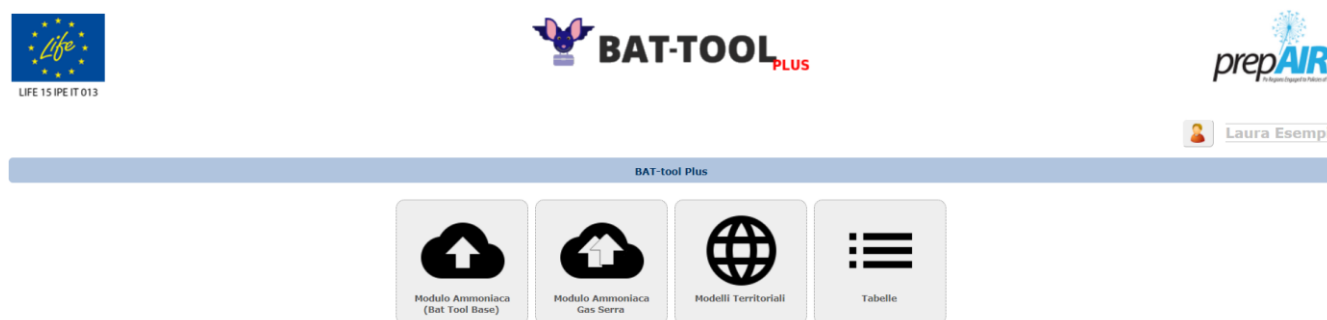 Life
LIFE 15 IPE IT 013
BAT-TOOL
PLUS
prepAIR
Laura Esemp
BAT-tool Plus
Modulo Ammoniaca
(Bat Tool Base)
Modulo Ammoniaca
Gas Serra
Modelli Territoriali
Tabelle